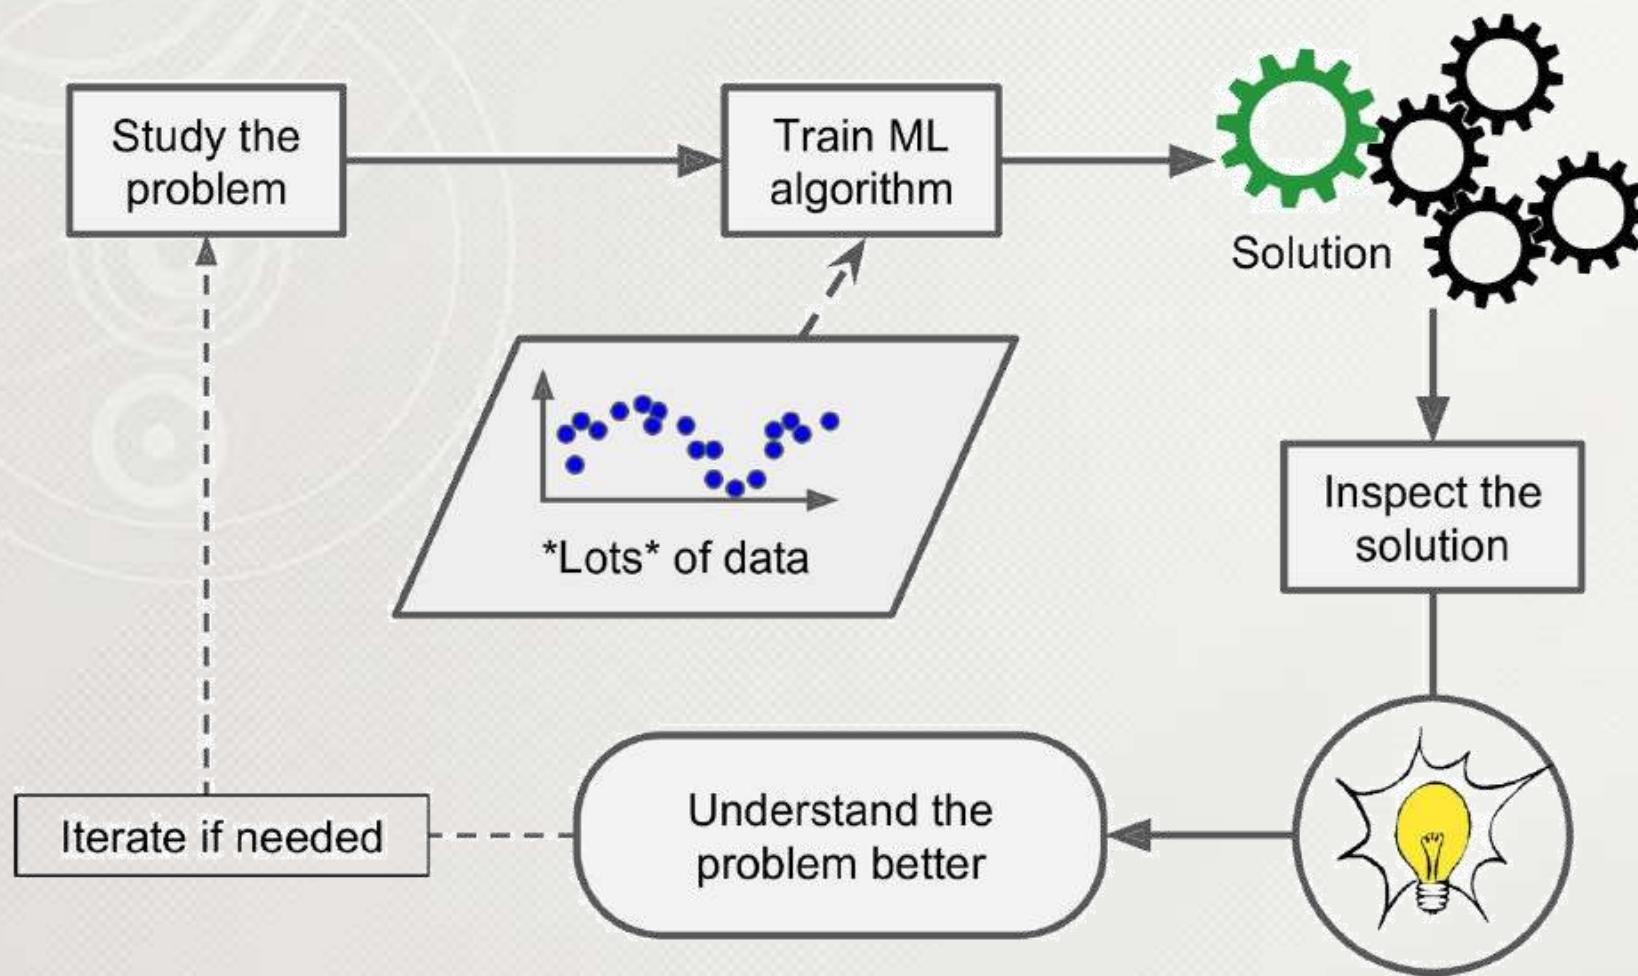 Study the
problem
Train ML
algorithm
Solution
*Lots* of data
Inspect the
solution
Understand the
problem better
Iterate if needed